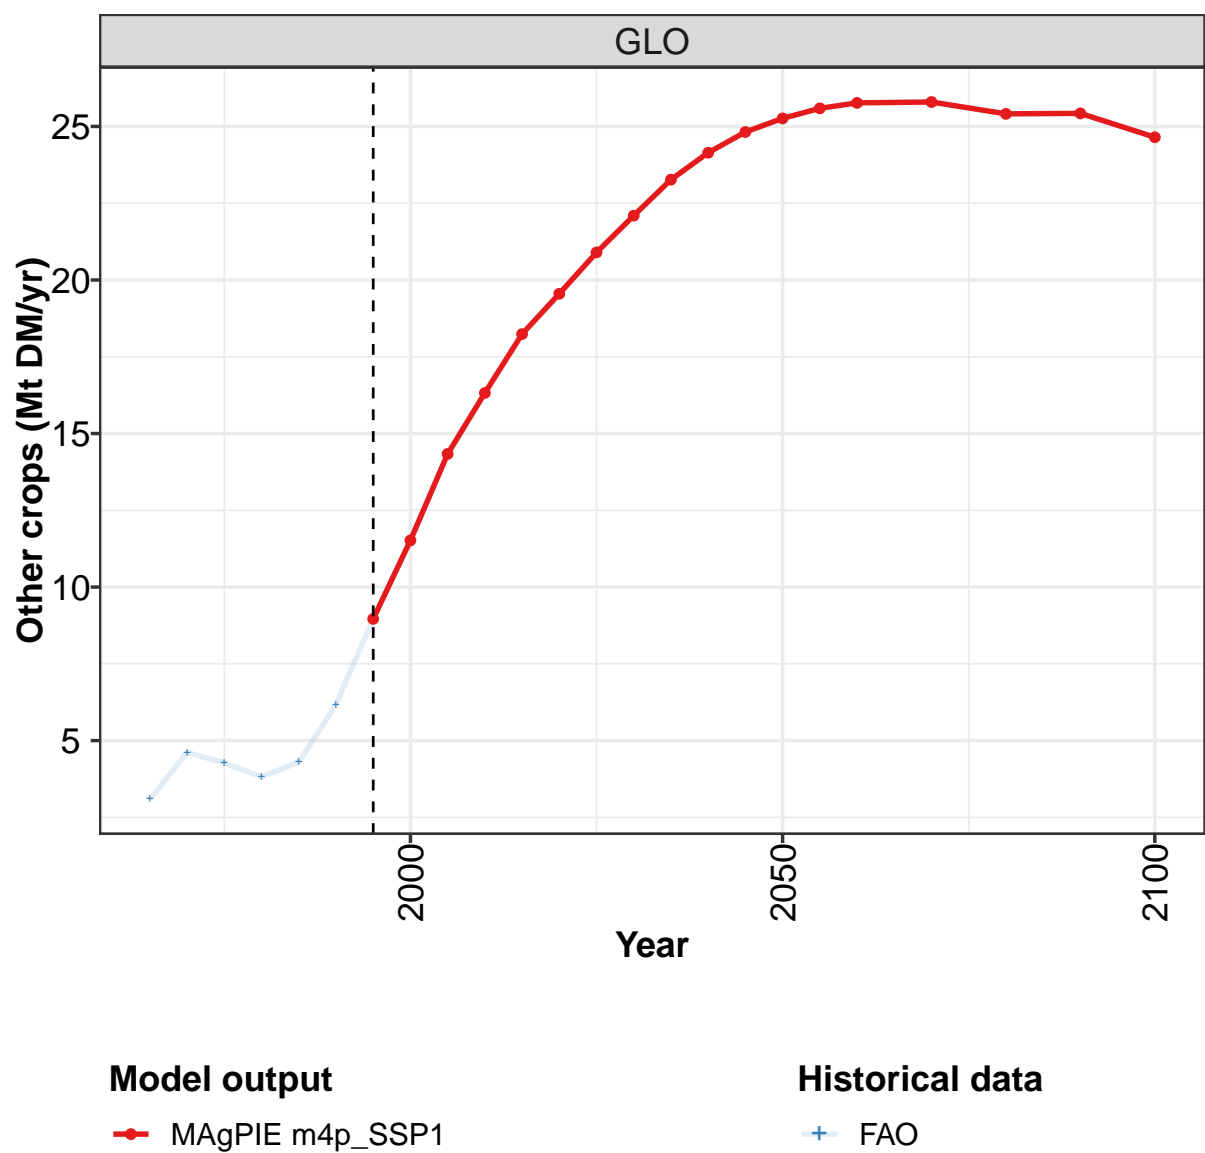 GLO
Other crops (Mt DM/yr)
25
20
15
10
5
2000
2050
2100
Year
Model output
MAgPIE m4p_SSP1
Historical data
FAO